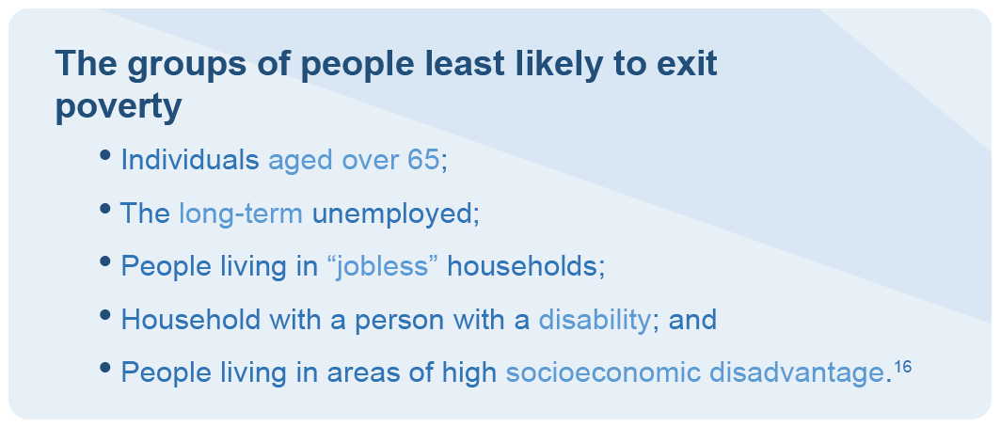 The groups of people least likely to exit
poverty
• Individuals aged over 65;
• The long-term unemployed;
• People living in “jobless” households;
• Household with a person with a disability; and
• People living in areas of high socioeconomic disadvantage.16